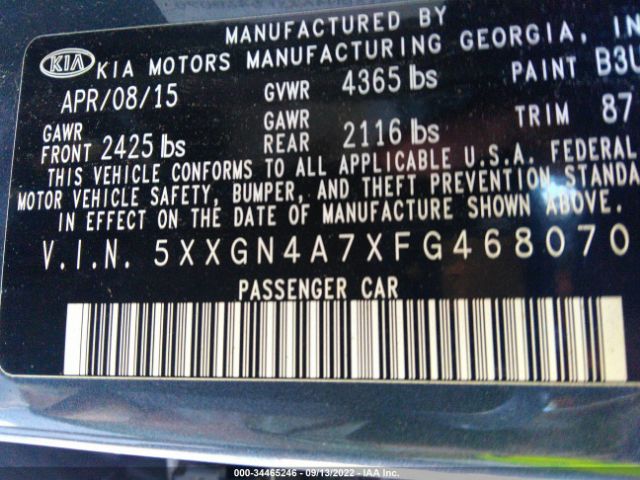 MANUFACTURED BY
KIA KIA MOTORS MANUFACTURING GEORGIA, IN
APR/08/15 GVWR 4365 lbs PAINT B3U
GAWR FRONT 2425 lbs GAWR REAR 2116 lbs TRIM 87
THIS VEHICLE CONFORMS TO ALL APPLICABLE U.S.A. FEDERAL
MOTOR VEHICLE SAFETY, BUMPER, AND THEFT PREVENTION STANDA
IN EFFECT ON THE DATE OF MANUFACTURE SHOWN ABOVE.
V.I.N. 5XXGN4A7XFG468070
PASSENGER CAR
000-34465246 - 09/13/2022 - IAA Inc.